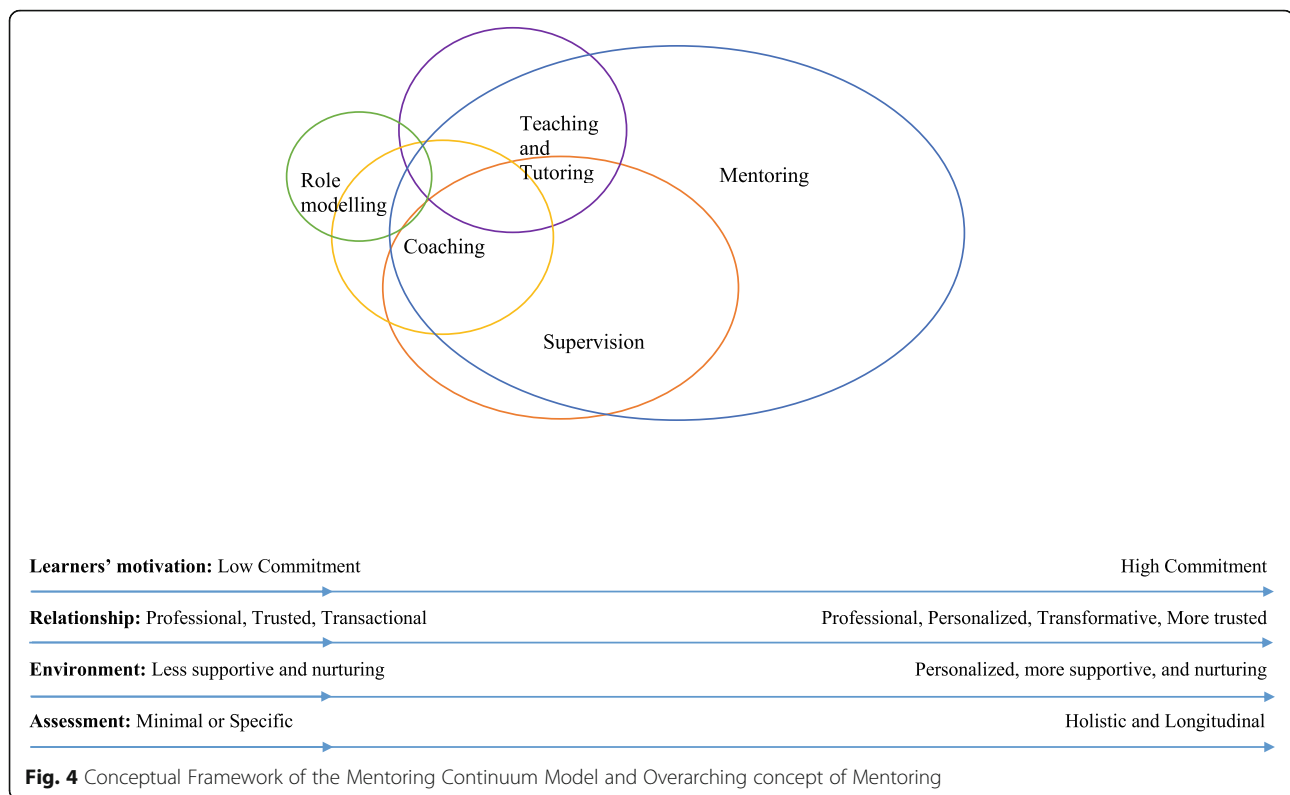 Teaching
and
Tutoring
Mentoring
Role
modelling
Coaching
Supervision
Learners’ motivation: Low Commitment High Commitment
Relationship: Professional, Trusted, Transactional Professional, Personalized, Transformative, More trusted
Environment: Less supportive and nurturing Personalized, more supportive, and nurturing
Assessment: Minimal or Specific Holistic and Longitudinal
Fig. 4 Conceptual Framework of the Mentoring Continuum Model and Overarching concept of Mentoring